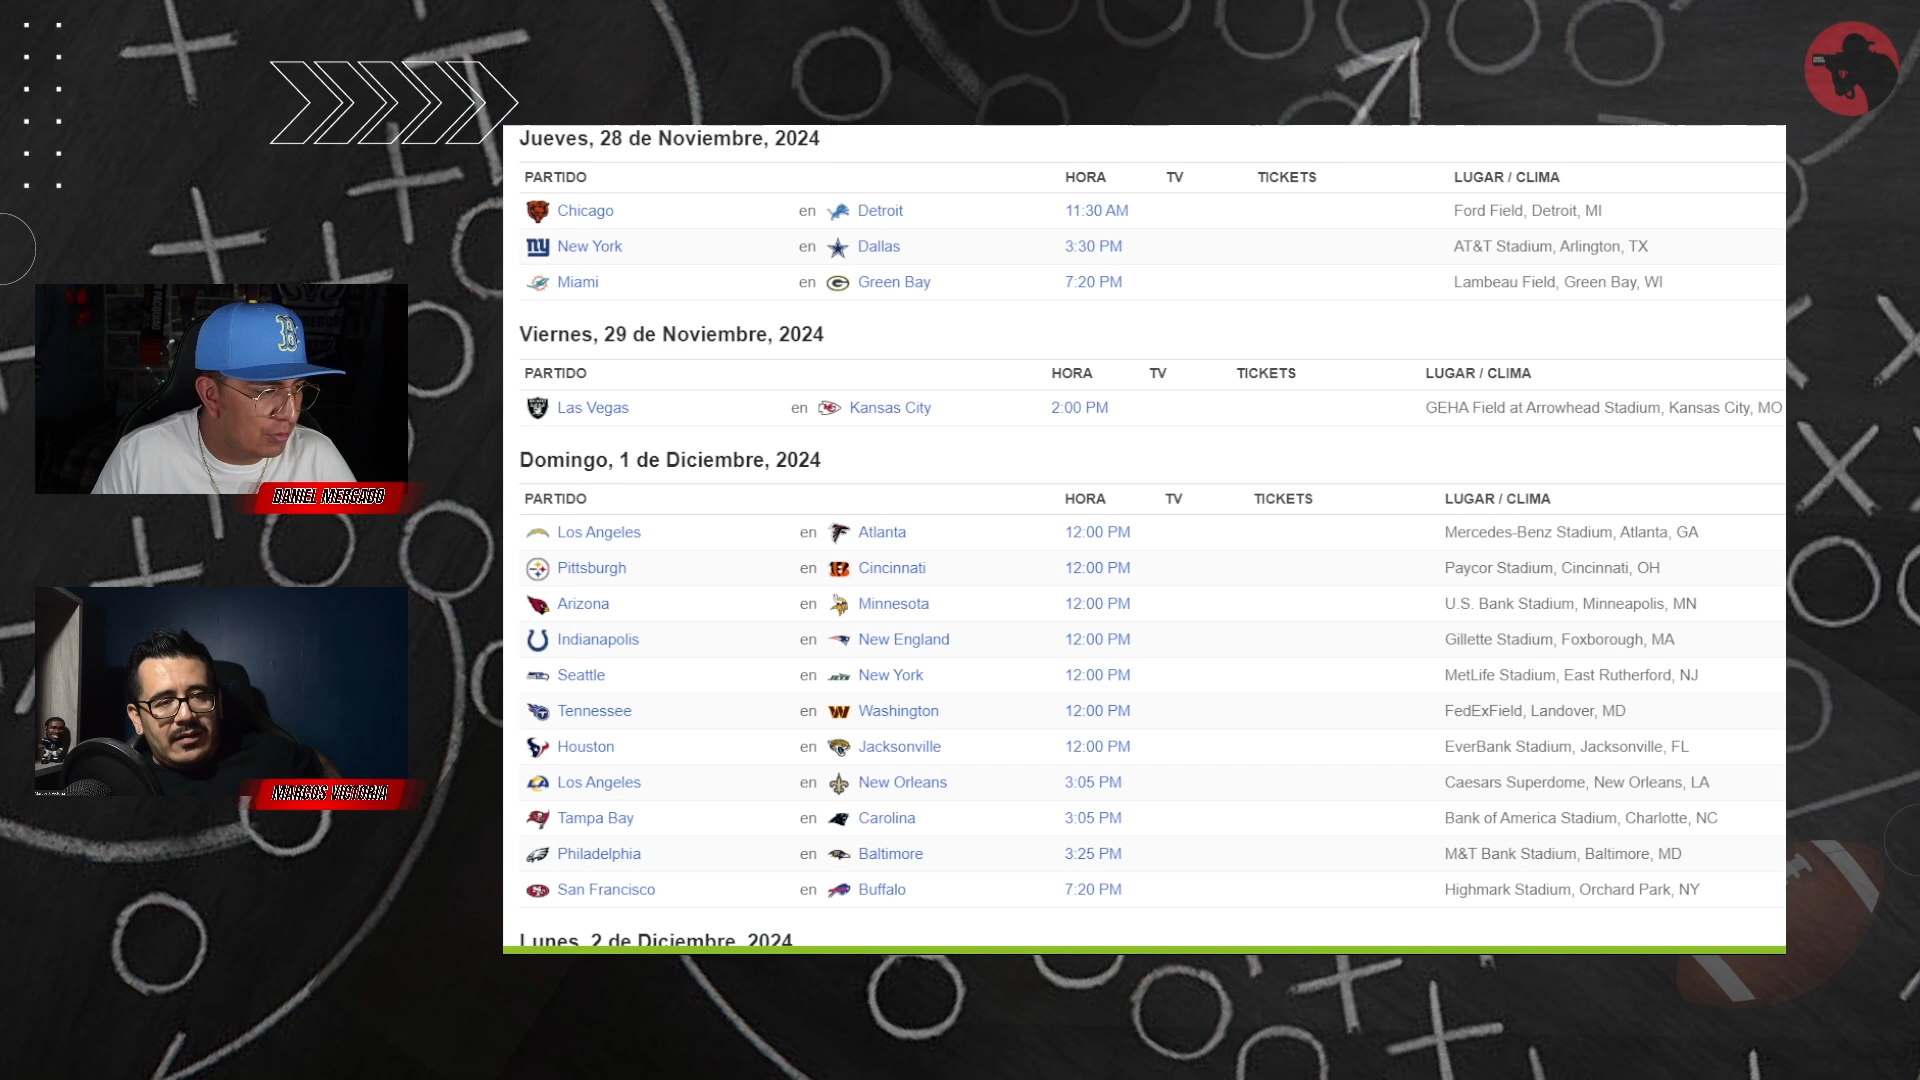 Jueves, 28 de Noviembre, 2024
PARTIDO HORA TV TICKETS LUGAR / CLIMA
Chicago en Detroit 11:30 AM Ford Field, Detroit, MI
New York en Dallas 3:30 PM AT&T Stadium, Arlington, TX
Miami en Green Bay 7:20 PM Lambeau Field, Green Bay, WI
Viernes, 29 de Noviembre, 2024
PARTIDO HORA TV TICKETS LUGAR / CLIMA
Las Vegas en Kansas City 2:00 PM GEHA Field at Arrowhead Stadium, Kansas City, MO
Domingo, 1 de Diciembre, 2024
PARTIDO HORA TV TICKETS LUGAR / CLIMA
Los Angeles en Atlanta 12:00 PM Mercedes-Benz Stadium, Atlanta, GA
Pittsburgh en Cincinnati 12:00 PM Paycor Stadium, Cincinnati, OH
Arizona en Minnesota 12:00 PM U.S. Bank Stadium, Minneapolis, MN
Indianapolis en New England 12:00 PM Gillette Stadium, Foxborough, MA
Seattle en New York 12:00 PM MetLife Stadium, East Rutherford, NJ
Tennessee en Washington 12:00 PM FedExField, Landover, MD
Houston en Jacksonville 12:00 PM EverBank Stadium, Jacksonville, FL
Los Angeles en New Orleans 3:05 PM Caesars Superdome, New Orleans, LA
Tampa Bay en Carolina 3:05 PM Bank of America Stadium, Charlotte, NC
Philadelphia en Baltimore 3:25 PM M&T Bank Stadium, Baltimore, MD
San Francisco en Buffalo 7:20 PM Highmark Stadium, Orchard Park, NY
Lunes, 2 de Diciembre, 2024
DANIEL MERCADO
MARCOS VICTORIA